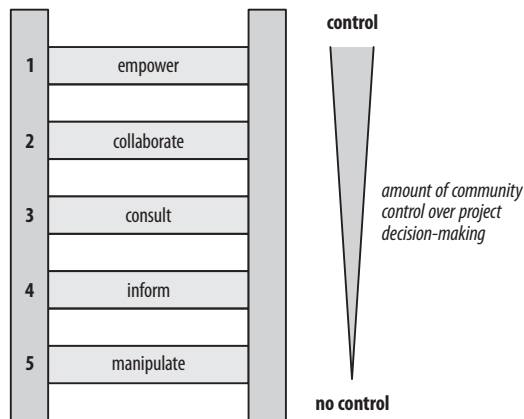 control
1 empower
2 collaborate
3 consult
amount of community
control over project
decision-making
4 inform
5 manipulate
no control